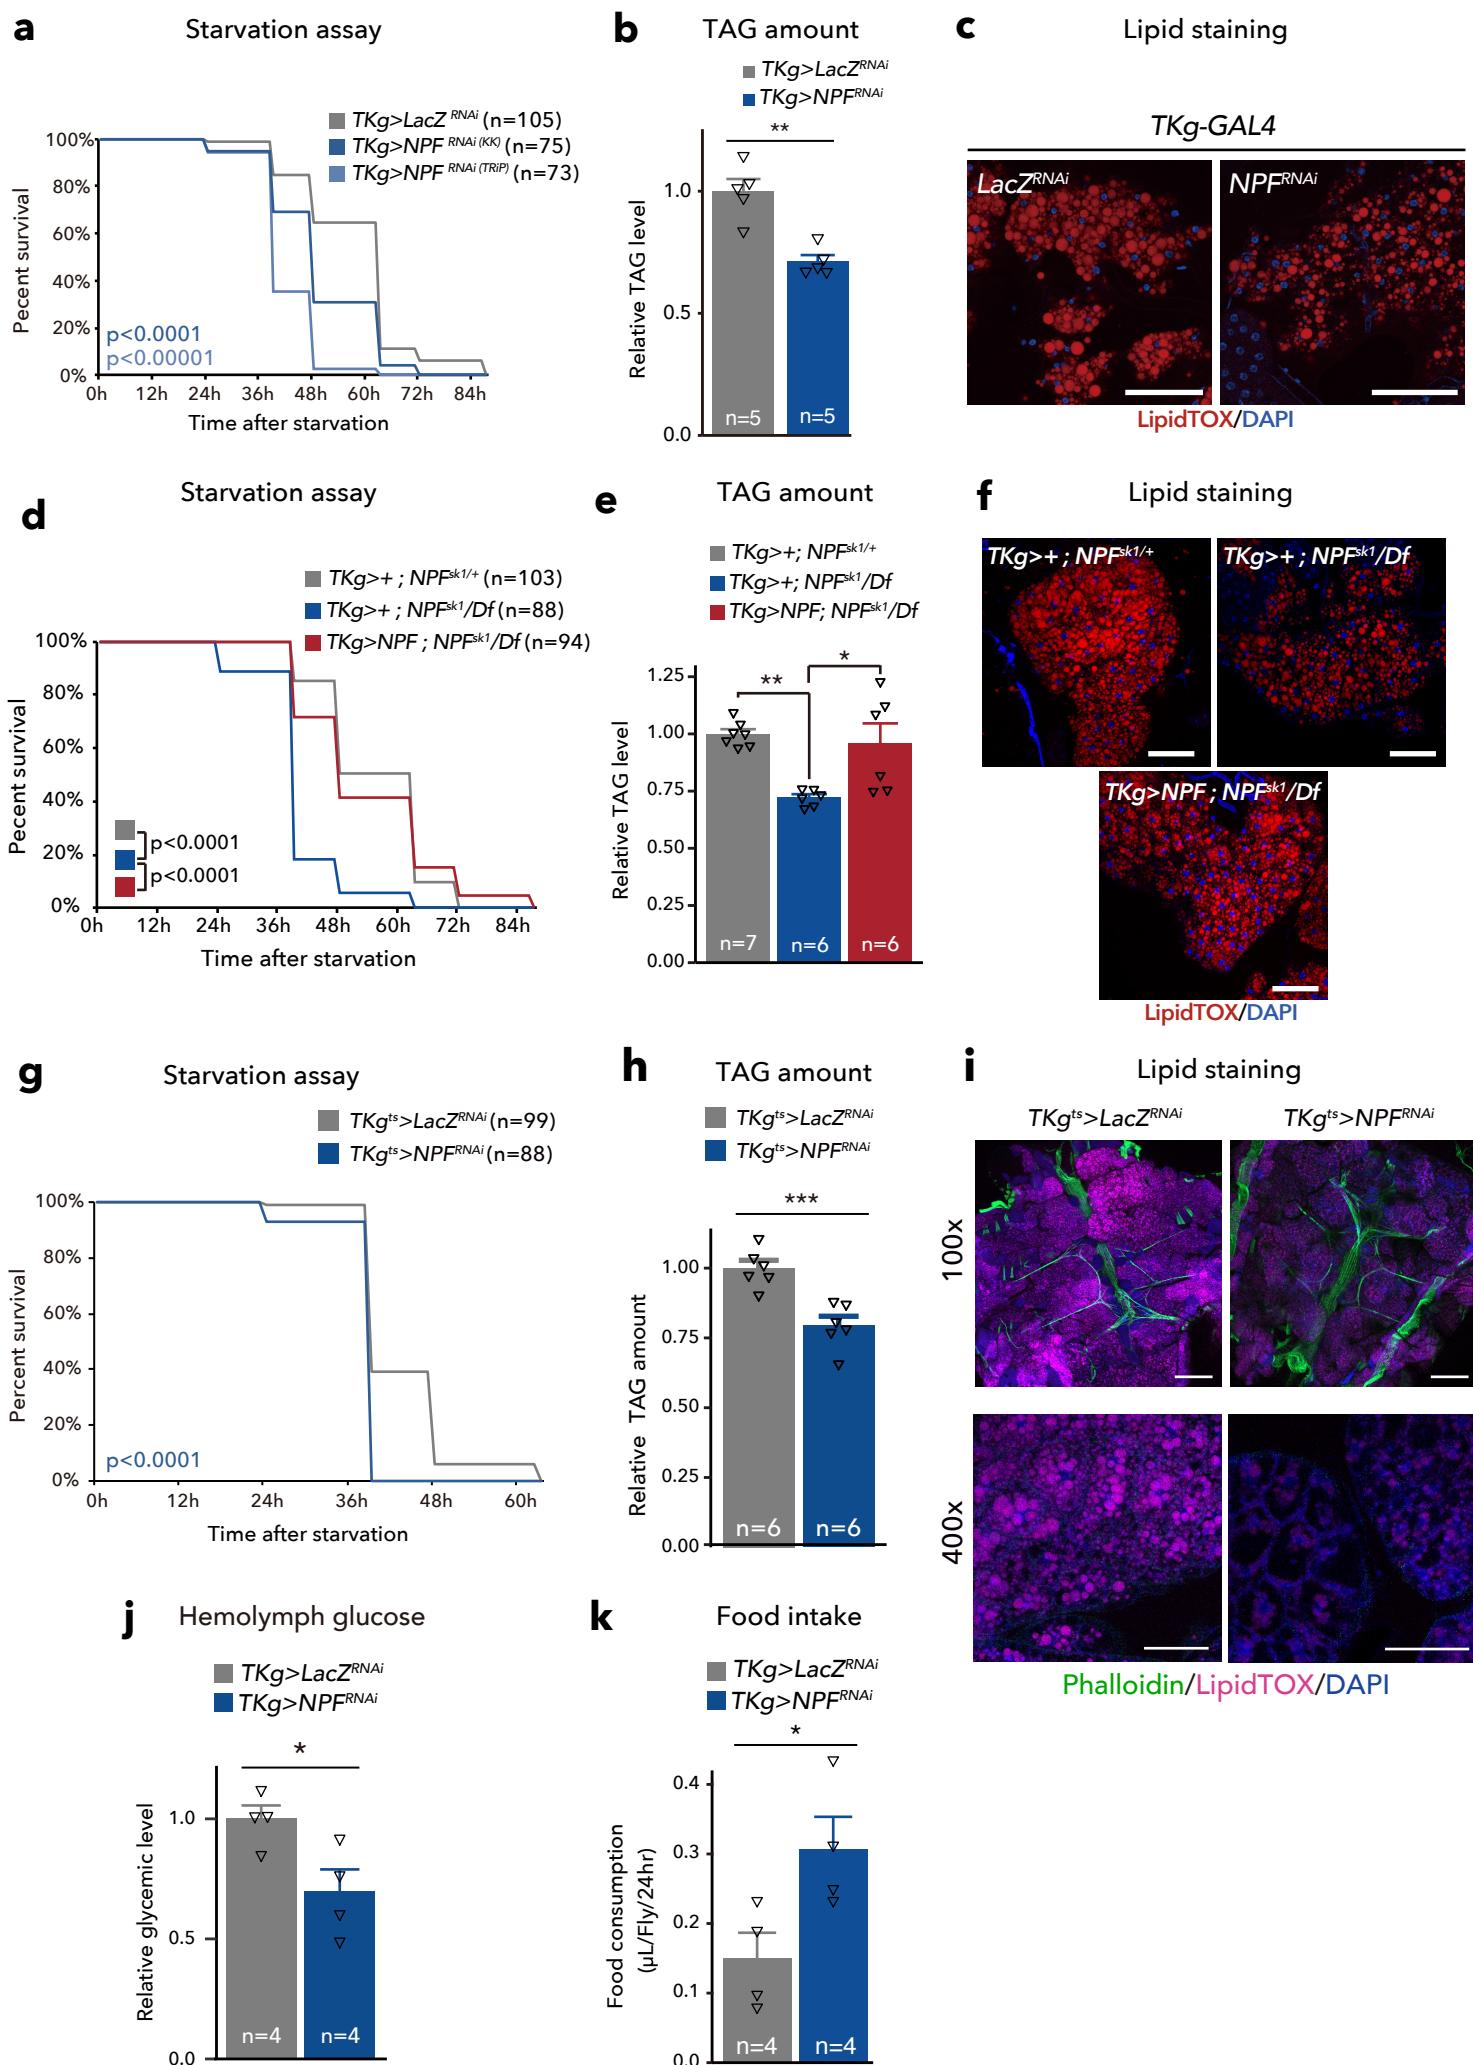 a
Starvation assay
TKg>LacZ RNAi (n=105)
TKg>NPF RNAi (KK) (n=75)
TKg>NPF RNAi (TRiP) (n=73)
Pecent survival
100%
80%
60%
40%
20%
0%
p<0.0001
p<0.00001
0h 12h 24h 36h 48h 60h 72h 84h
Time after starvation
b
TAG amount
TKg>LacZRNAi
TKg>NPFRNAi
**
Relative TAG level
1.0
0.5
0.0
n=5 n=5
c
Lipid staining
TKg-GAL4
LacZRNAi
NPFRNAi
LipidTOX/DAPI
d
Starvation assay
TKg>+ ; NPFsk1/+ (n=103)
TKg>+ ; NPFsk1/Df (n=88)
TKg>NPF ; NPFsk1/Df (n=94)
Pecent survival
100%
80%
60%
40%
20%
0%
p<0.0001
p<0.0001
0h 12h 24h 36h 48h 60h 72h 84h
Time after starvation
e
TAG amount
TKg>+; NPFsk1/+
TKg>+; NPFsk1/Df
TKg>NPF; NPFsk1/Df
** *
Relative TAG level
1.25
1.00
0.75
0.50
0.25
0.00
n=7 n=6 n=6
f
Lipid staining
TKg>+ ; NPFsk1/+
TKg>+ ; NPFsk1/Df
TKg>NPF ; NPFsk1/Df
LipidTOX/DAPI
g
Starvation assay
TKgts>LacZRNAi (n=99)
TKgts>NPFRNAi (n=88)
Percent survival
100%
80%
60%
40%
20%
0%
p<0.0001
0h 12h 24h 36h 48h 60h
Time after starvation
h
TAG amount
TKgts>LacZRNAi
TKgts>NPFRNAi
***
Relative TAG amount
1.00
0.75
0.50
0.25
0.00
n=6 n=6
i
Lipid staining
TKgts>LacZRNAi
TKgts>NPFRNAi
100x
400x
Phalloidin/LipidTOX/DAPI
j
Hemolymph glucose
TKg>LacZRNAi
TKg>NPFRNAi
*
Relative glycemic level
1.0
0.5
0.0
n=4 n=4
k
Food intake
TKg>LacZRNAi
TKg>NPFRNAi
*
Food consumption
(μL/Fly/24hr)
0.4
0.3
0.2
0.1
0.0
n=4 n=4